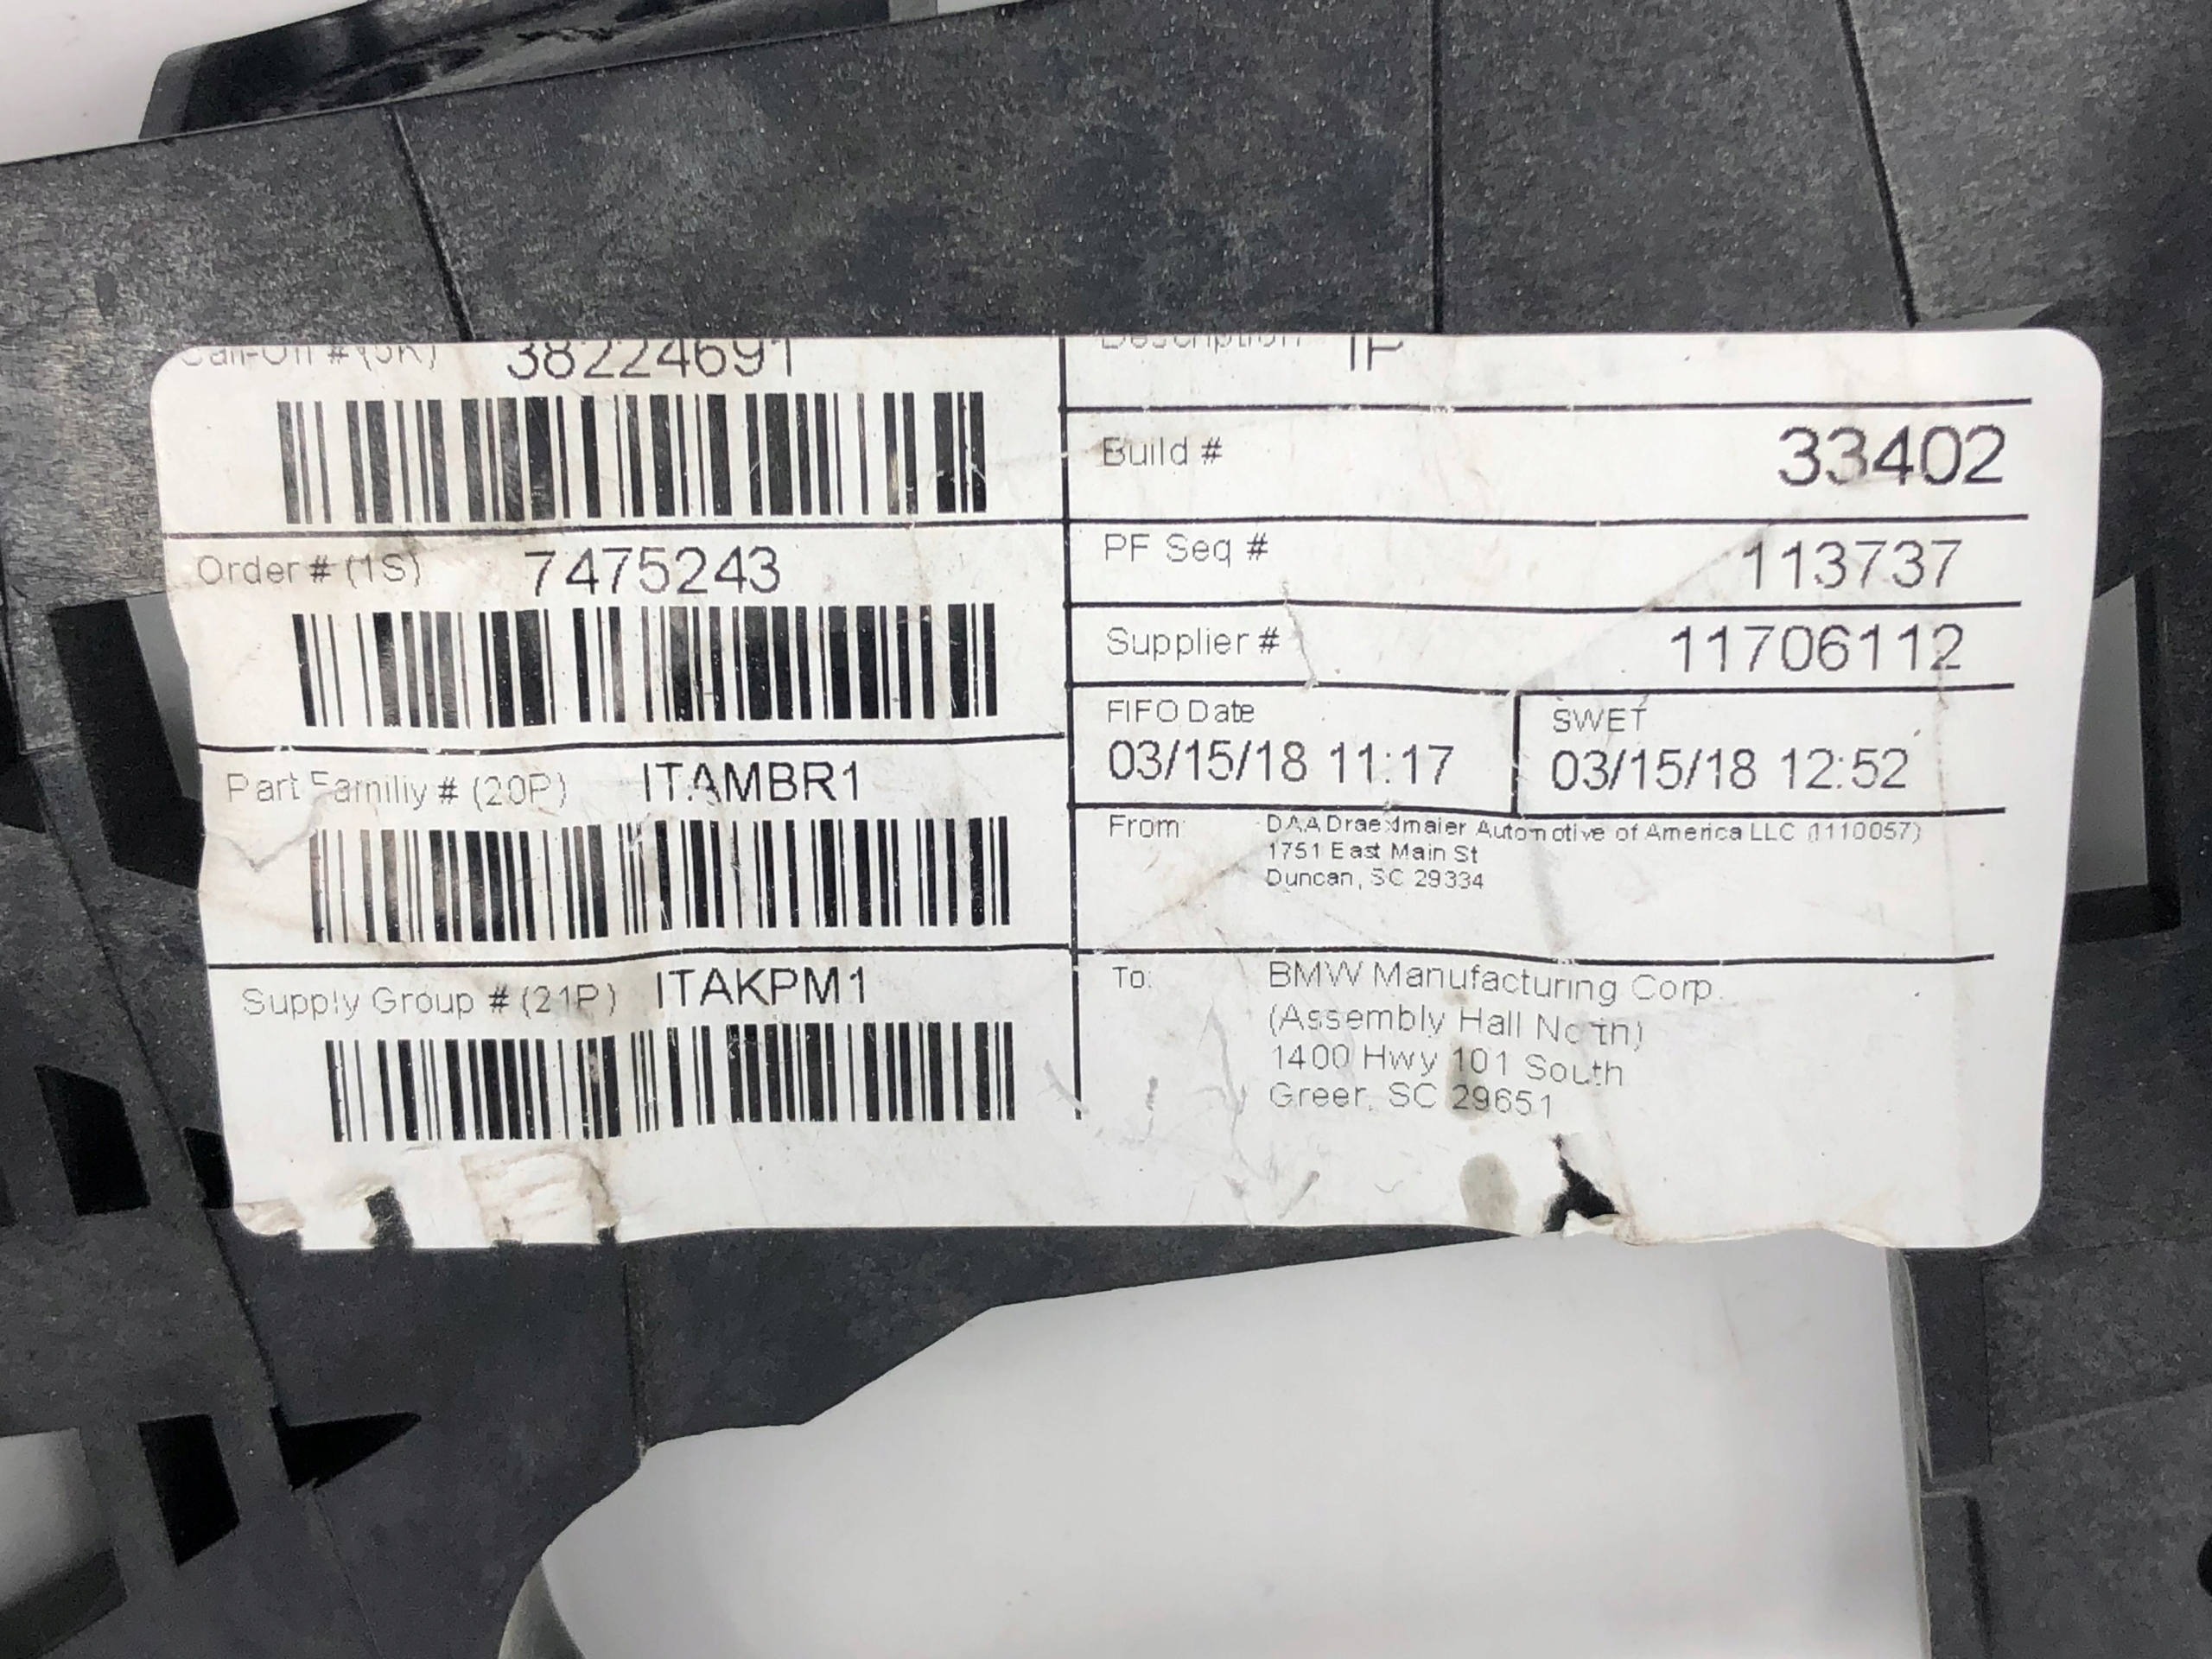 Call-Off # (5K) 38224691
Order # (1S) 7475243
Part Familiy # (20P) ITAMBR1
Supply Group # (21P) ITAKPM1
Description IP
Build # 33402
PF Seq # 113737
Supplier # 11706112
FIFO Date
03/15/18 11:17
SWET
03/15/18 12:52
From: DAA Draexlmaier Automotive of America LLC (1110057)
1751 East Main St
Duncan, SC 29334
To: BMW Manufacturing Corp.
(Assembly Hall North)
1400 Hwy 101 South
Greer, SC 29651